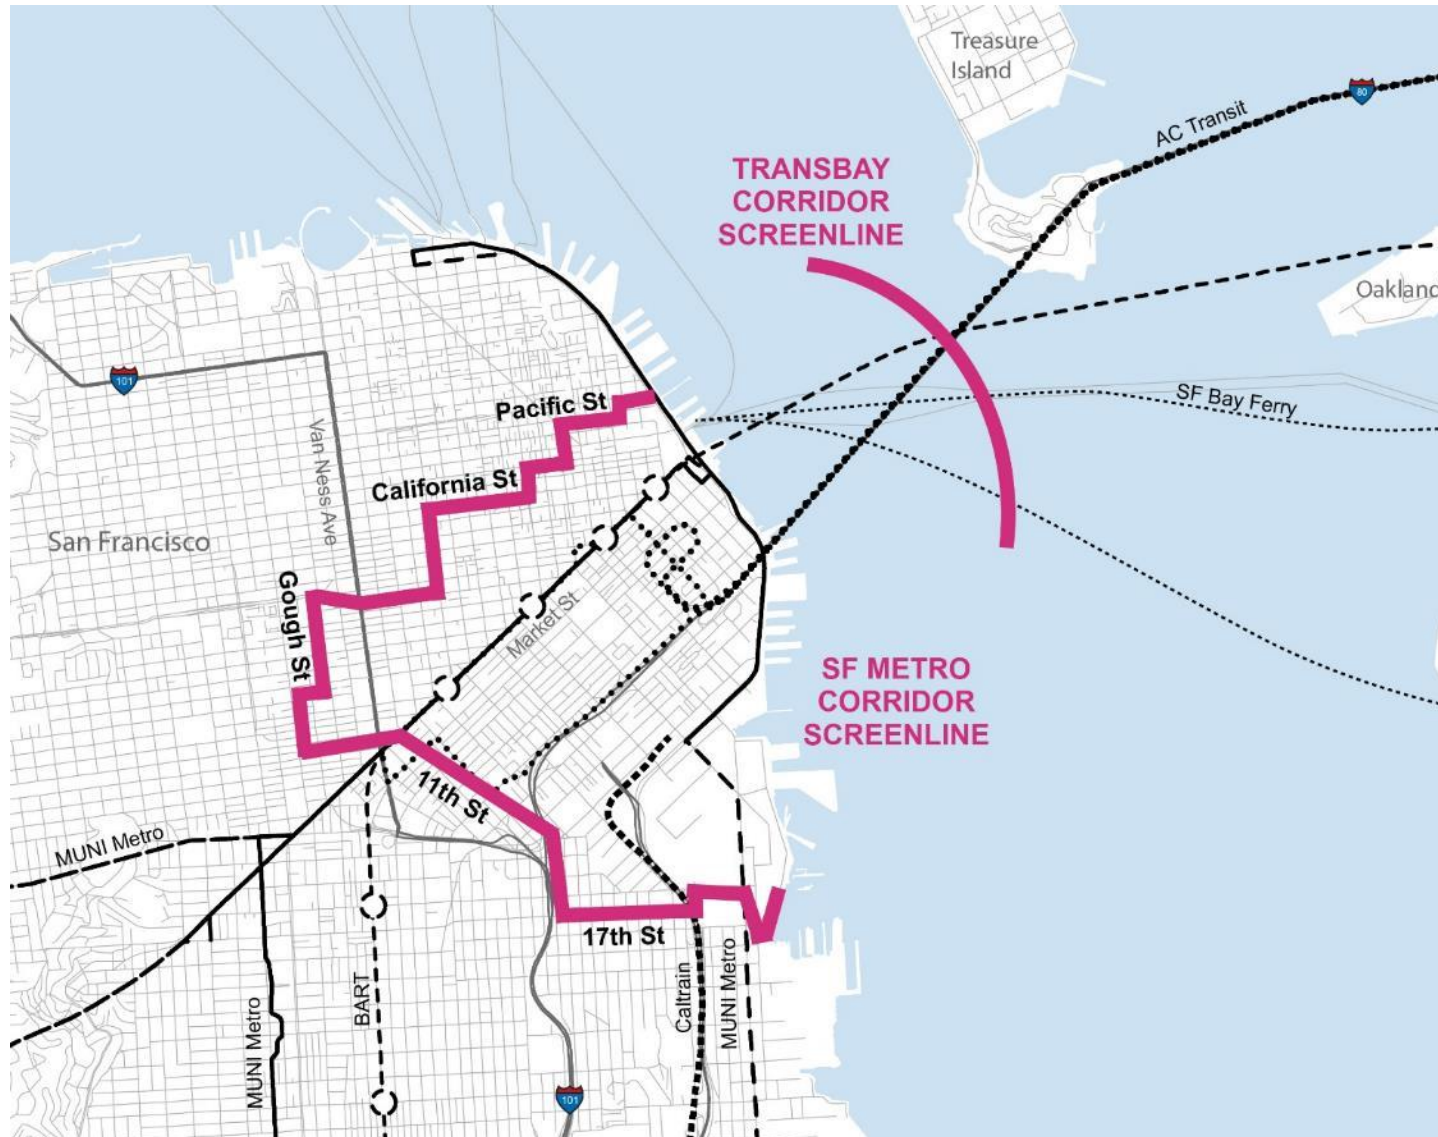 Treasure
Island
80
AC Transit
TRANSBAY
CORRIDOR
SCREENLINE
Oakland
101
SF Bay Ferry
Pacific St
Van Ness Ave
California St
San Francisco
Gough St
Market St
SF METRO
CORRIDOR
SCREENLINE
11th St
MUNI Metro
17th St
BART
Caltrain
MUNI Metro
MUNI Metro
101